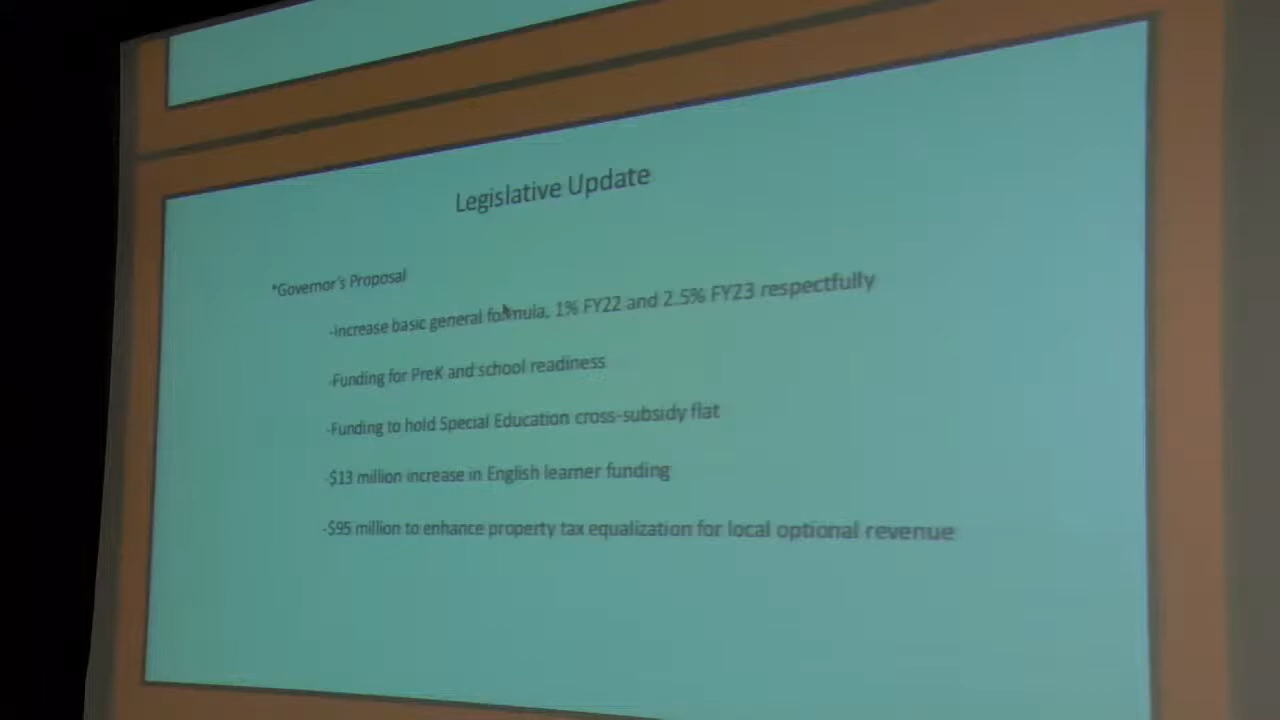 Legislative Update
*Governor's Proposal
-Increase basic general formula, 1% FY22 and 2.5% FY23 respectfully
-Funding for PreK and school readiness
-Funding to hold Special Education cross-subsidy flat
-$13 million increase in English learner funding
-$95 million to enhance property tax equalization for local optional revenue